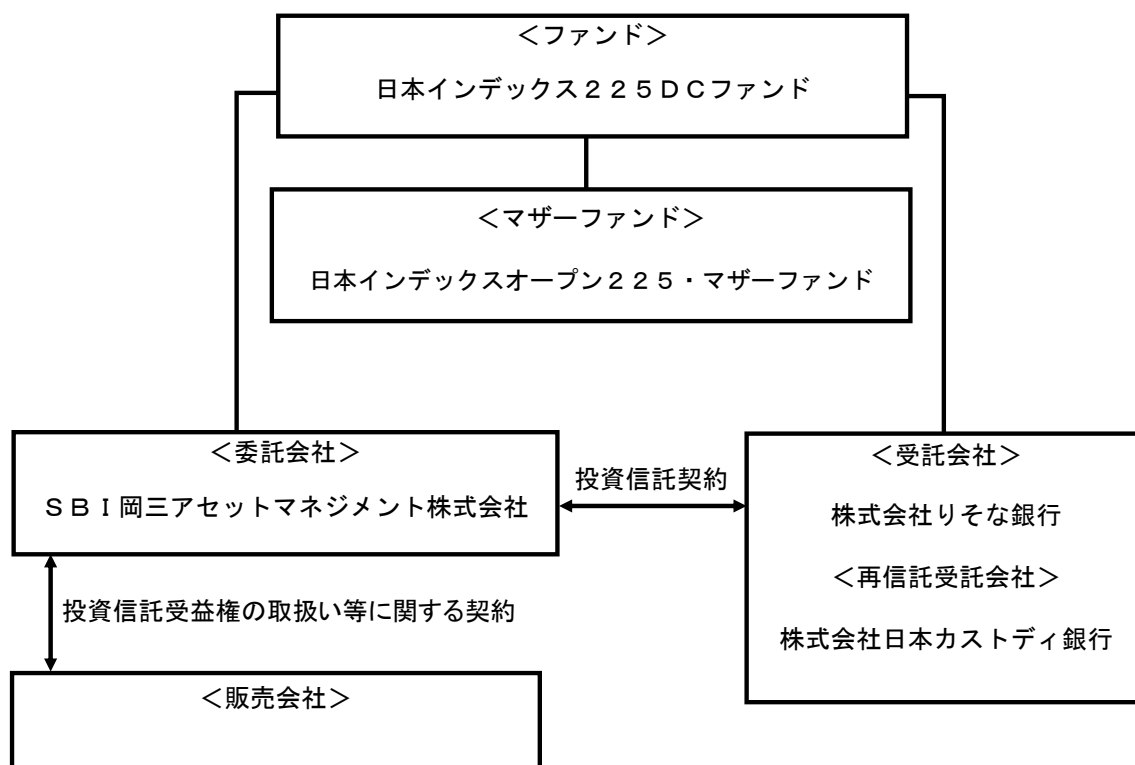 ＜ファンド＞
日本インデックス２２５ＤＣファンド
＜マザーファンド＞
日本インデックスオープン２２５・マザーファンド
＜委託会社＞
ＳＢＩ岡三アセットマネジメント株式会社
投資信託契約
＜受託会社＞
株式会社りそな銀行
＜再信託受託会社＞
株式会社日本カストディ銀行
投資信託受益権の取扱い等に関する契約
＜販売会社＞